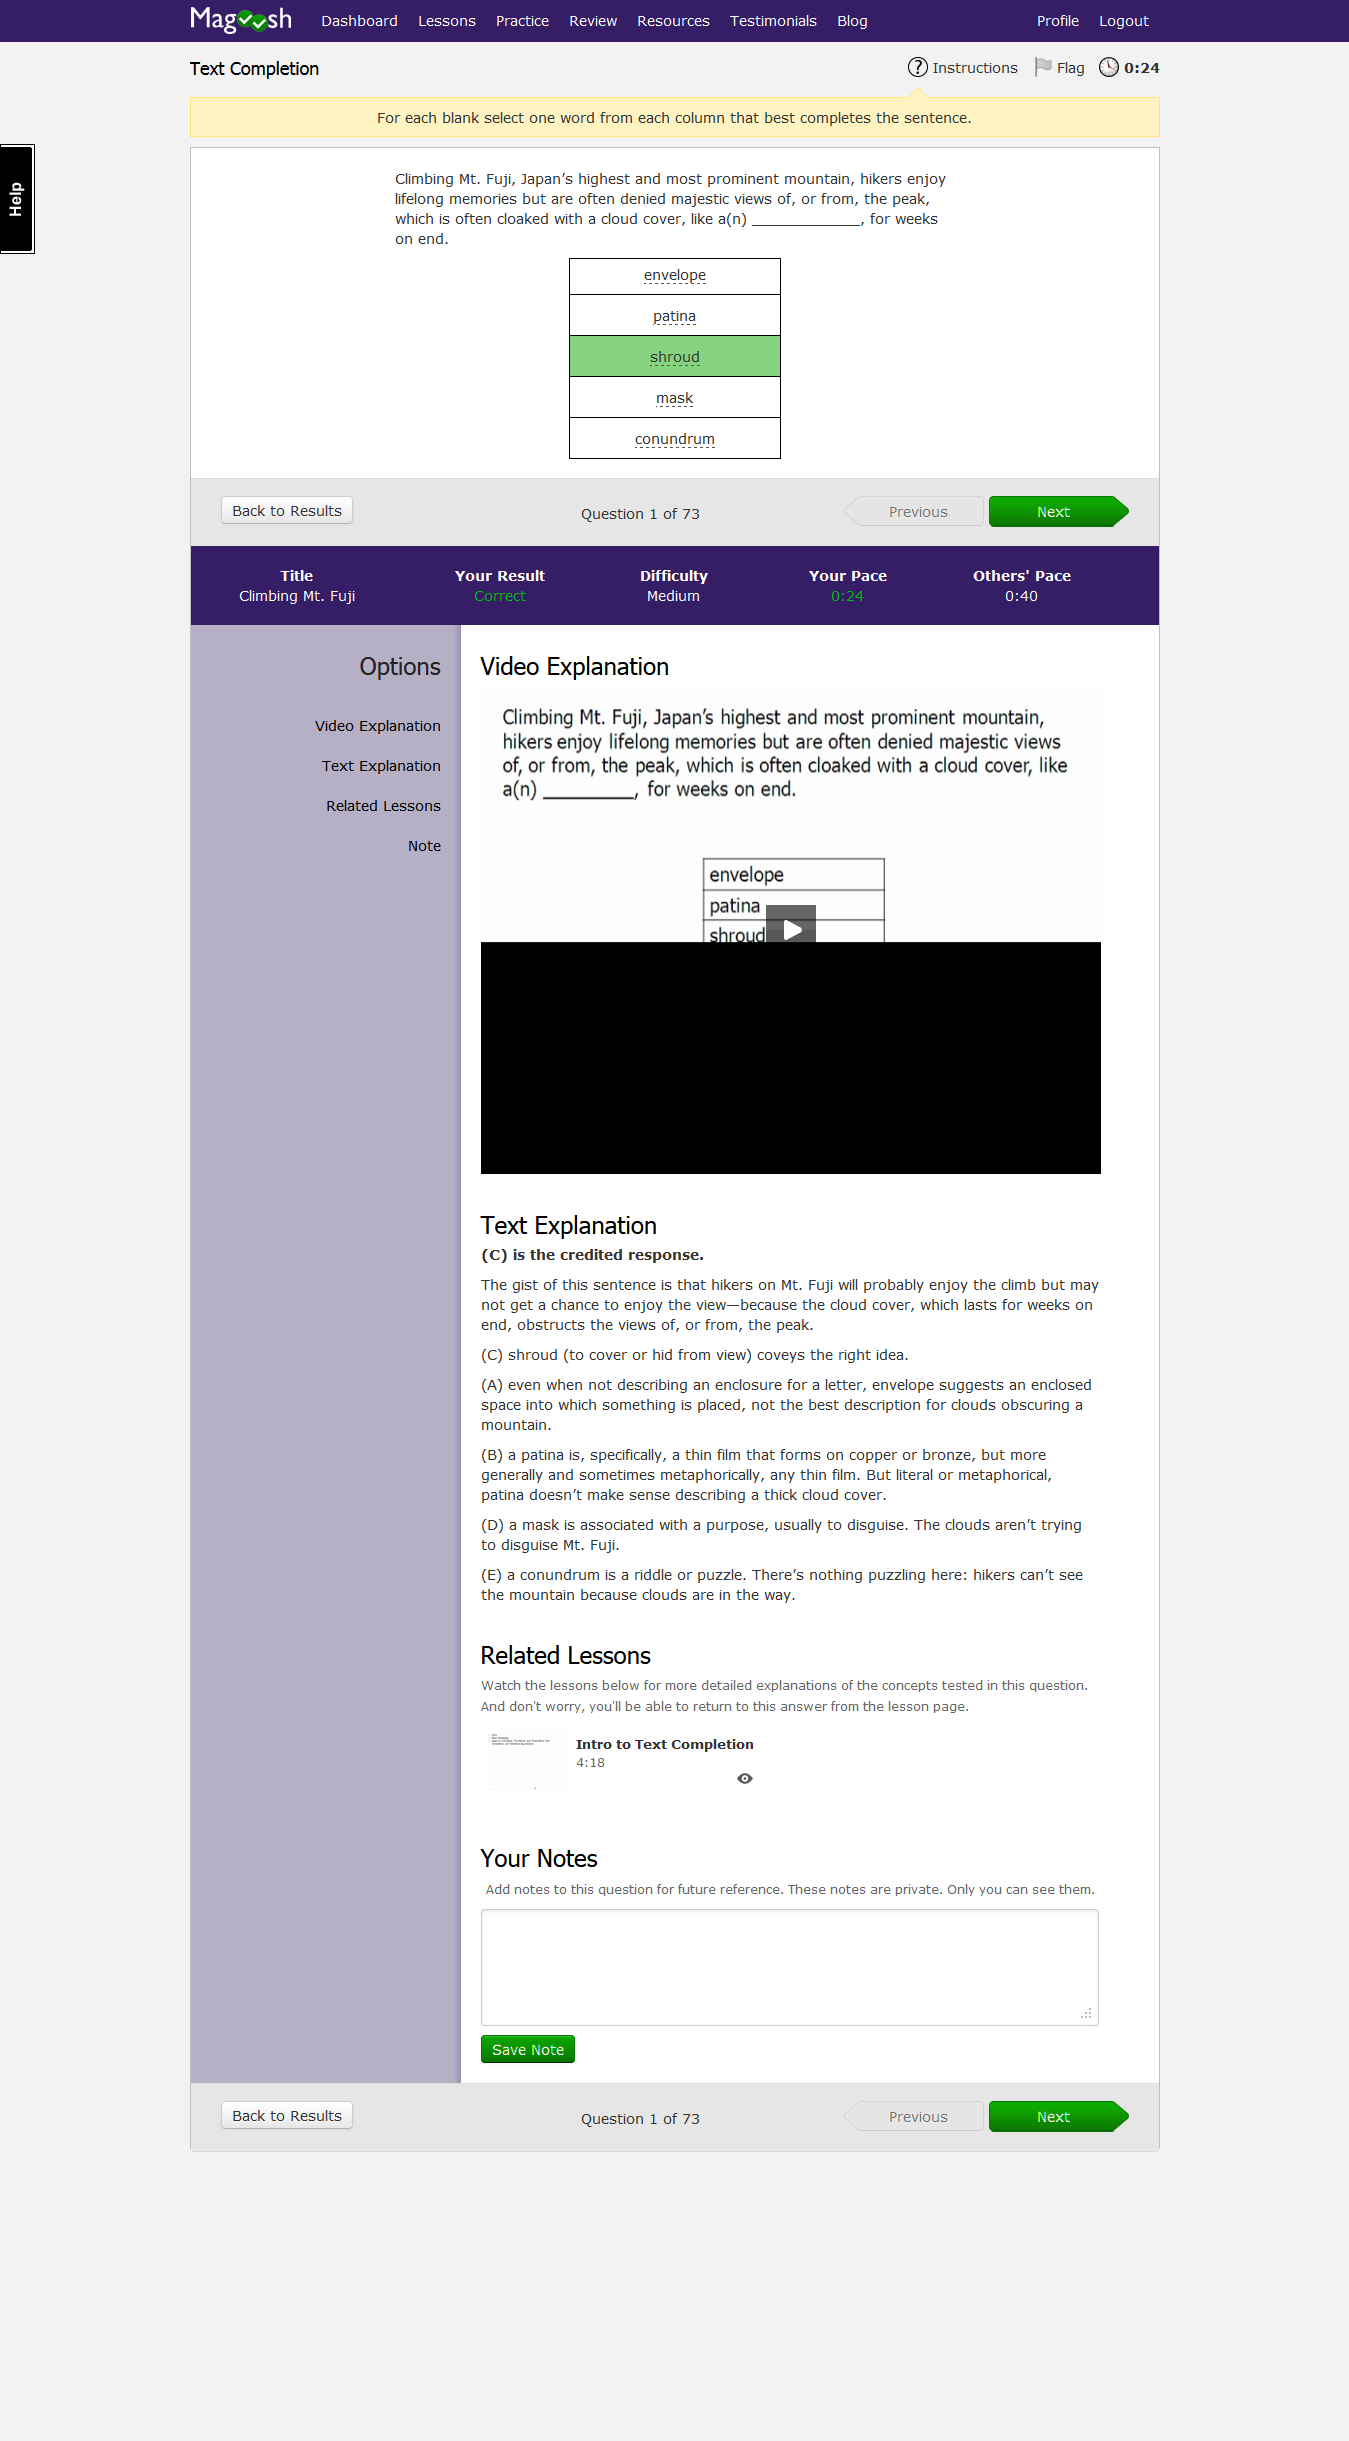 Magoosh Dashboard Lessons Practice Review Resources Testimonials Blog Profile Logout
Text Completion
Instructions Flag 0:24
For each blank select one word from each column that best completes the sentence.
Help
Climbing Mt. Fuji, Japan’s highest and most prominent mountain, hikers enjoy
lifelong memories but are often denied majestic views of, or from, the peak,
which is often cloaked with a cloud cover, like a(n) _____________, for weeks
on end.
envelope
patina
shroud
mask
conundrum
Back to Results Question 1 of 73 Previous Next
Title Your Result Difficulty Your Pace Others' Pace
Climbing Mt. Fuji Correct Medium 0:24 0:40
Options
Video Explanation
Text Explanation
Related Lessons
Note
Video Explanation
Climbing Mt. Fuji, Japan’s highest and most prominent mountain,
hikers enjoy lifelong memories but are often denied majestic views
of, or from, the peak, which is often cloaked with a cloud cover, like
a(n) _________, for weeks on end.
envelope
patina
shroud
Text Explanation
(C) is the credited response.
The gist of this sentence is that hikers on Mt. Fuji will probably enjoy the climb but may
not get a chance to enjoy the view—because the cloud cover, which lasts for weeks on
end, obstructs the views of, or from, the peak.
(C) shroud (to cover or hid from view) coveys the right idea.
(A) even when not describing an enclosure for a letter, envelope suggests an enclosed
space into which something is placed, not the best description for clouds obscuring a
mountain.
(B) a patina is, specifically, a thin film that forms on copper or bronze, but more
generally and sometimes metaphorically, any thin film. But literal or metaphorical,
patina doesn’t make sense describing a thick cloud cover.
(D) a mask is associated with a purpose, usually to disguise. The clouds aren’t trying
to disguise Mt. Fuji.
(E) a conundrum is a riddle or puzzle. There’s nothing puzzling here: hikers can’t see
the mountain because clouds are in the way.
Related Lessons
Watch the lessons below for more detailed explanations of the concepts tested in this question.
And don't worry, you'll be able to return to this answer from the lesson page.
Intro to Text Completion
4:18
Your Notes
Add notes to this question for future reference. These notes are private. Only you can see them.
Save Note
Back to Results Question 1 of 73 Previous Next